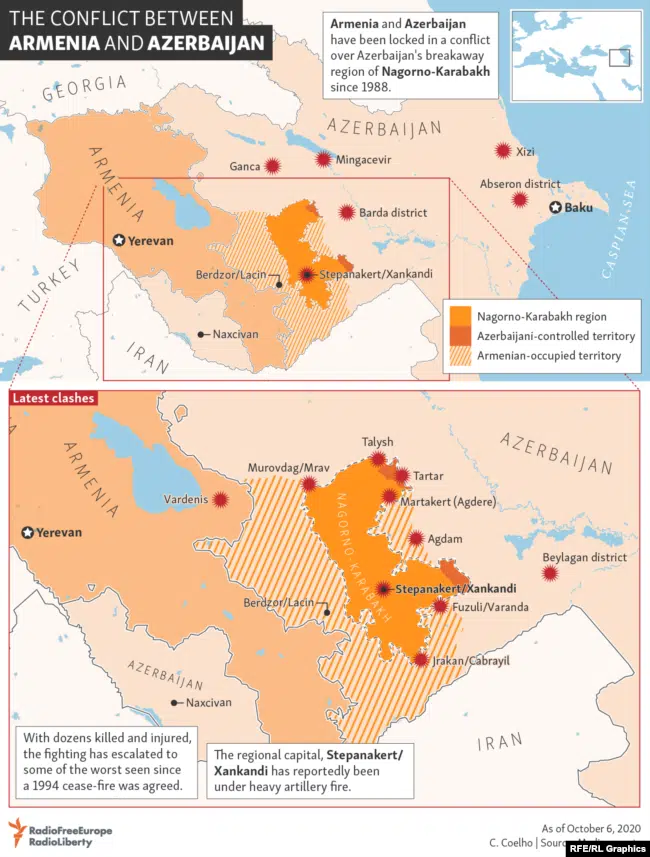 THE CONFLICT BETWEEN
ARMENIA AND AZERBAIJAN
Armenia and Azerbaijan
have been locked in a conflict
over Azerbaijan's breakaway
region of Nagorno-Karabakh
since 1988.
GEORGIA
AZERBAIJAN
ARMENIA
Ganca
Mingacevir
Xizi
Abseron district
Baku
Barda district
CASPIAN SEA
Yerevan
Berdzor/Lacin
Stepanakert/Xankandi
TURKEY
Naxcivan
IRAN
Nagorno-Karabakh region
Azerbaijani-controlled territory
Armenian-occupied territory
Latest clashes
A
ARMENIA
Talysh
AZERBAIJAN
Murovdag/Mrav
Tartar
Vardenis
Martakert (Agdere)
NAGORNO-KARABAKH
Yerevan
Agdam
Beylagan district
Stepanakert/Xankandi
Berdzor/Lacin
Fuzuli/Varanda
Jrakan/Cabrayil
AZERBAIJAN
Naxcivan
IRAN
With dozens killed and injured,
the fighting has escalated to
some of the worst seen since
a 1994 cease-fire was agreed.
The regional capital, Stepanakert/
Xankandi has reportedly been
under heavy artillery fire.
RadioFreeEurope
RadioLiberty
As of October 6, 2020
C. Coelho |
RFE/RL Graphics